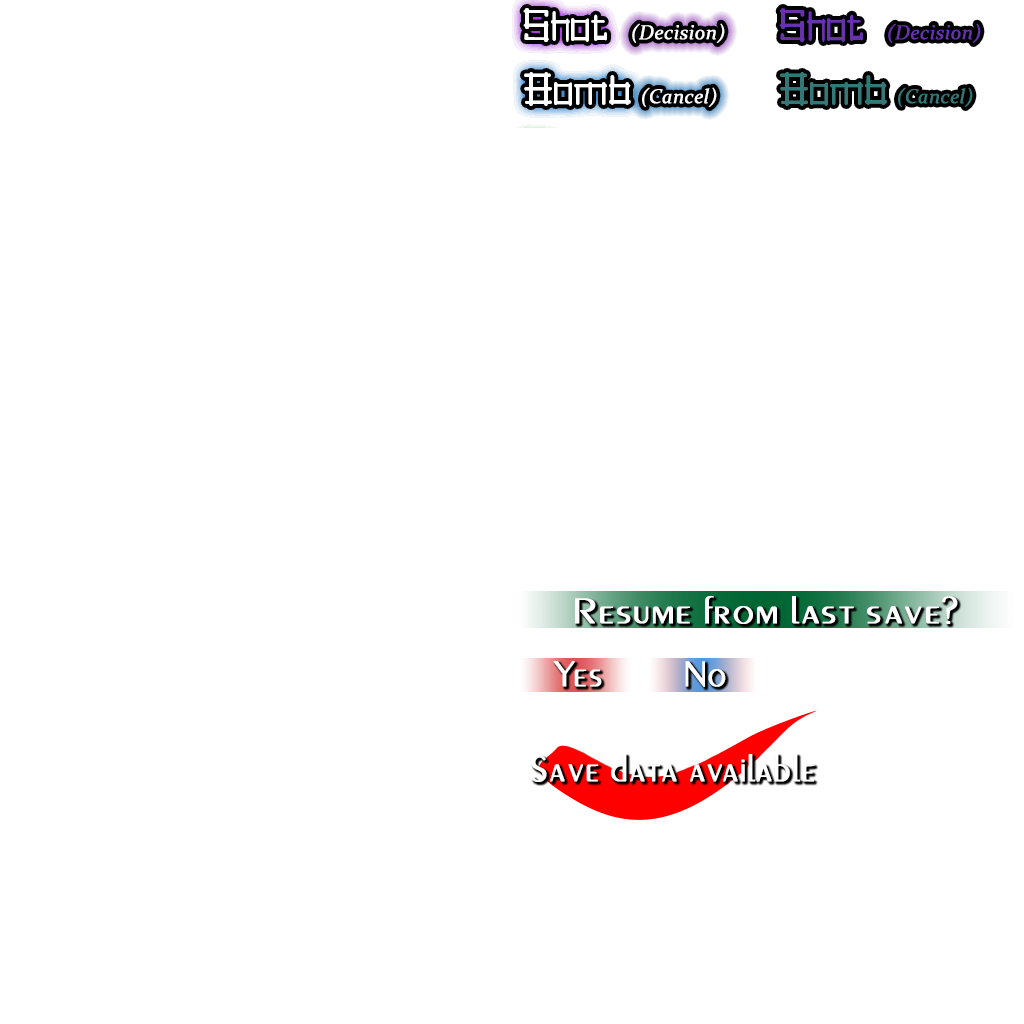 Shot (Decision) Shot (Decision)
Bomb (Cancel) Bomb (Cancel)
Resume from last save?
Yes No
Save data available